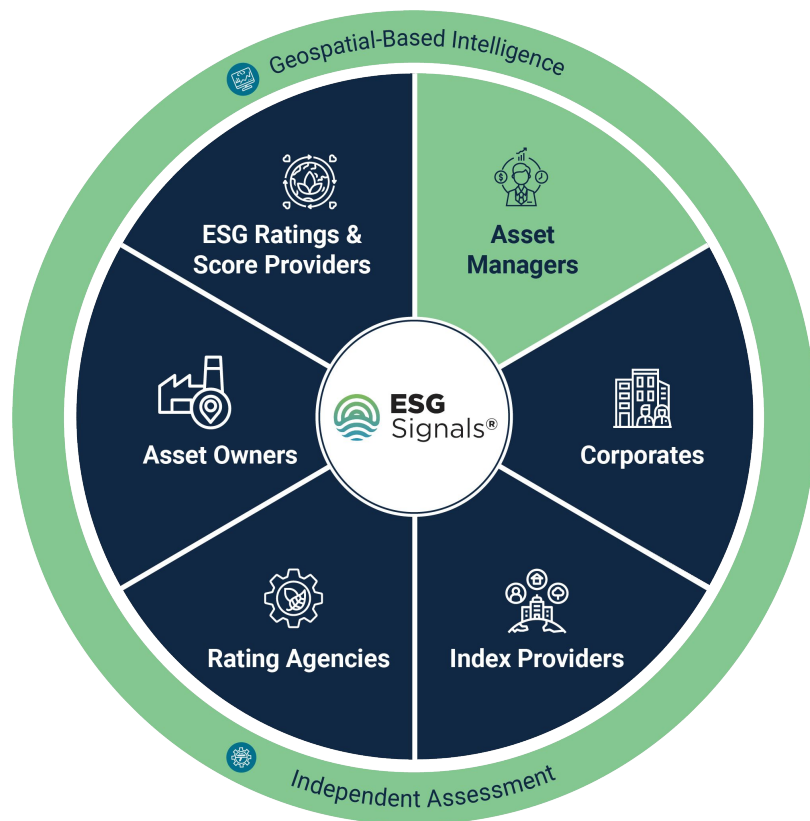 Geospatial-Based Intelligence
ESG Ratings &
Score Providers
Asset
Managers
Asset Owners
ESG
Signals®
Corporates
Rating Agencies
Index Providers
Independent Assessment